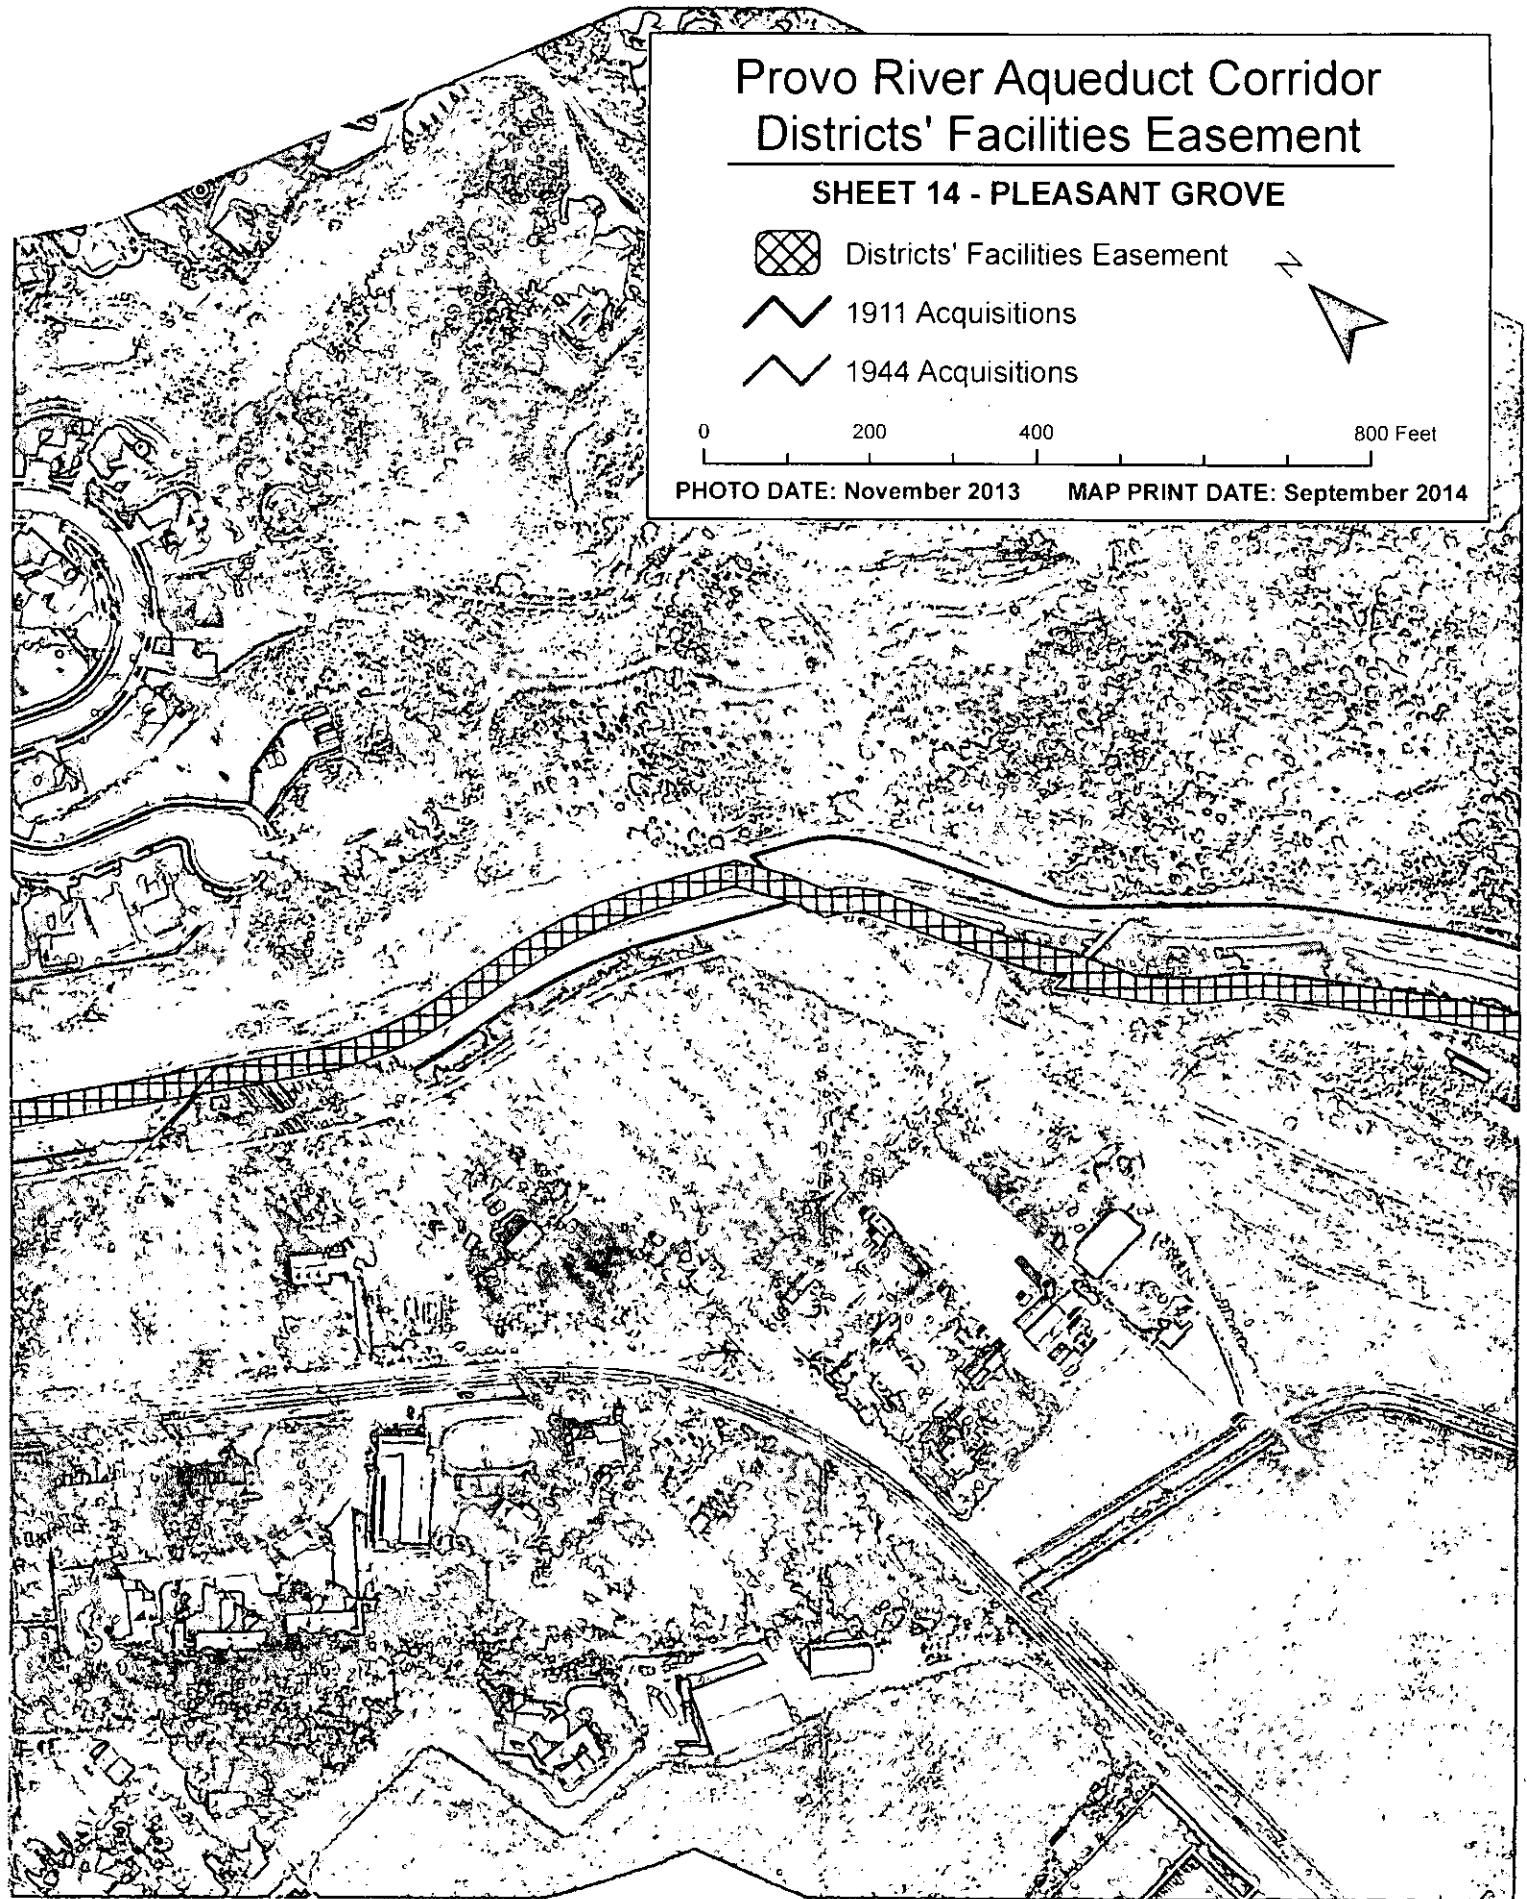 Provo River Aqueduct Corridor
Districts' Facilities Easement
SHEET 14 - PLEASANT GROVE
Districts' Facilities Easement
N
1911 Acquisitions
1944 Acquisitions
0 200 400 800 Feet
PHOTO DATE: November 2013 MAP PRINT DATE: September 2014